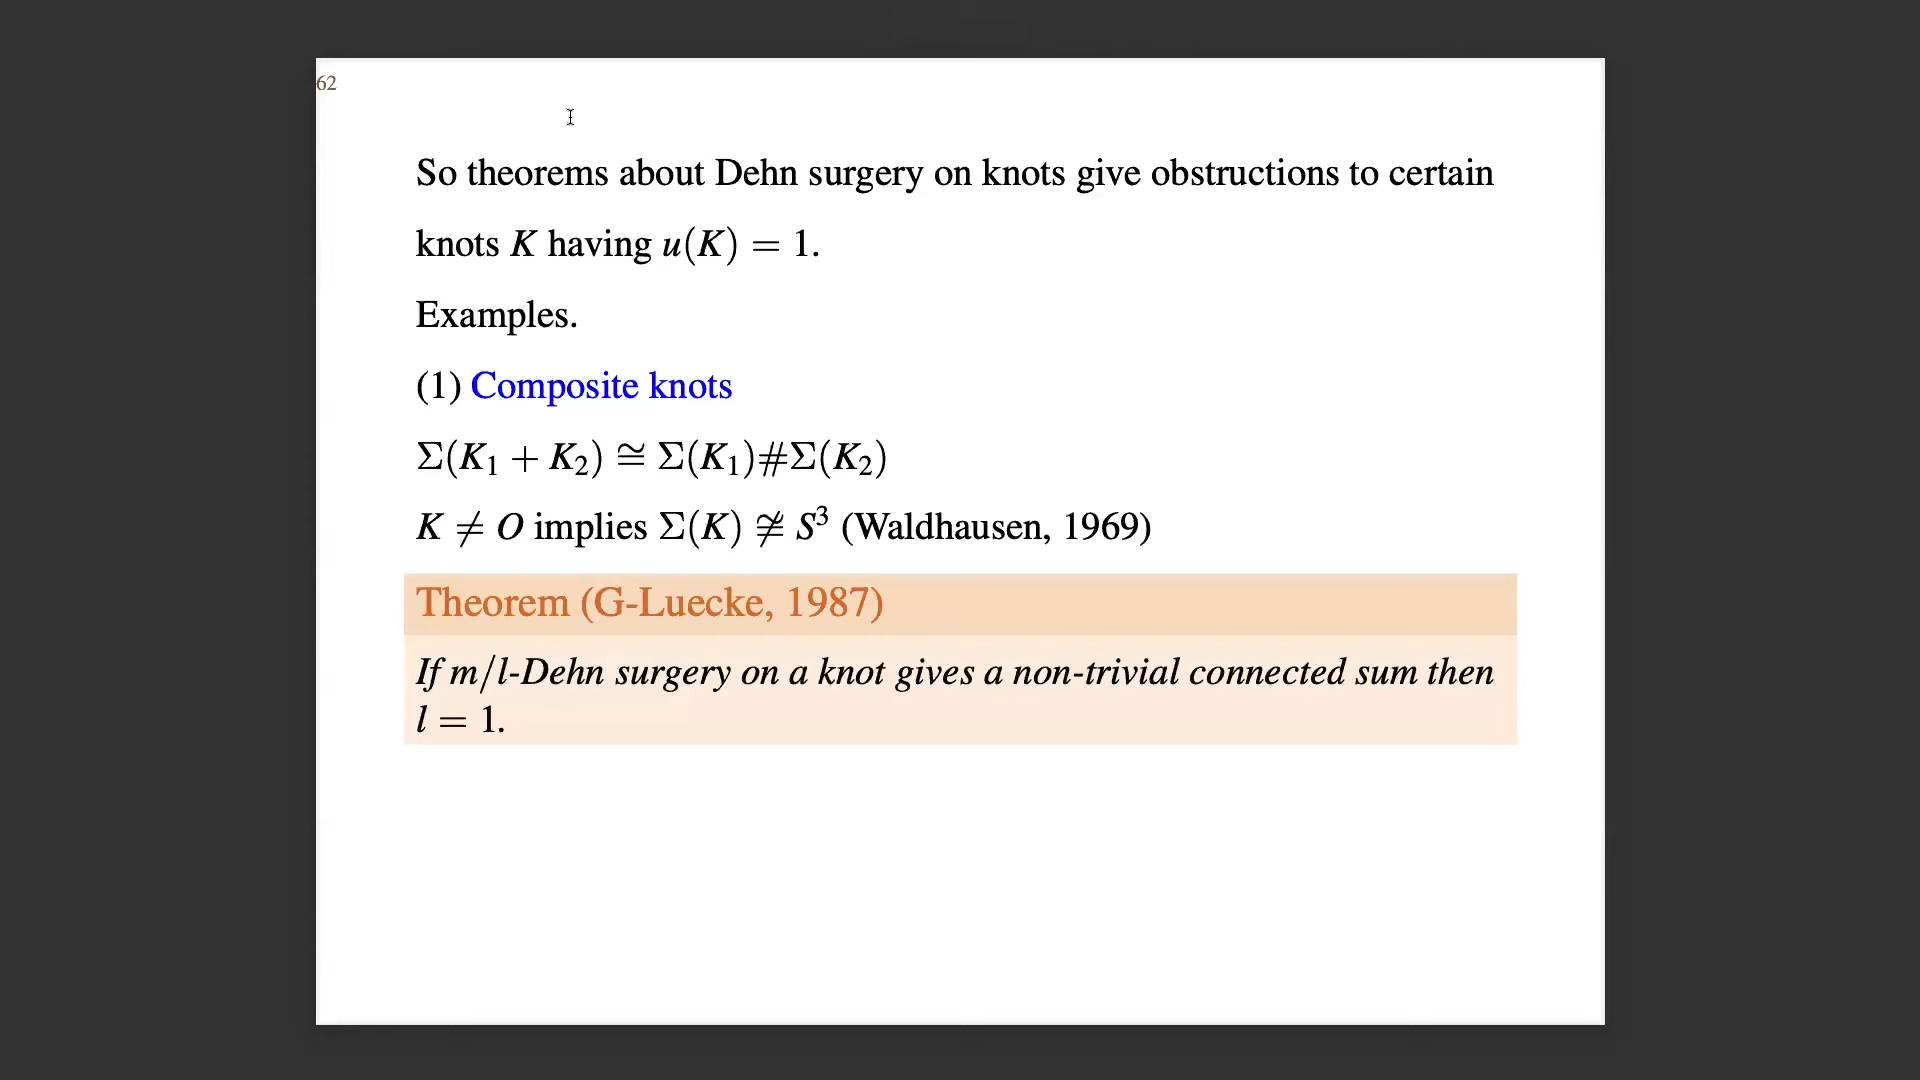 62
So theorems about Dehn surgery on knots give obstructions to certain
knots K having u(K) = 1.
Examples.
(1) Composite knots
Σ(K₁ + K₂) ≅ Σ(K₁)#Σ(K₂)
K ≠ O implies Σ(K) ≇ S³ (Waldhausen, 1969)
Theorem (G-Luecke, 1987)
If m/l-Dehn surgery on a knot gives a non-trivial connected sum then
l = 1.